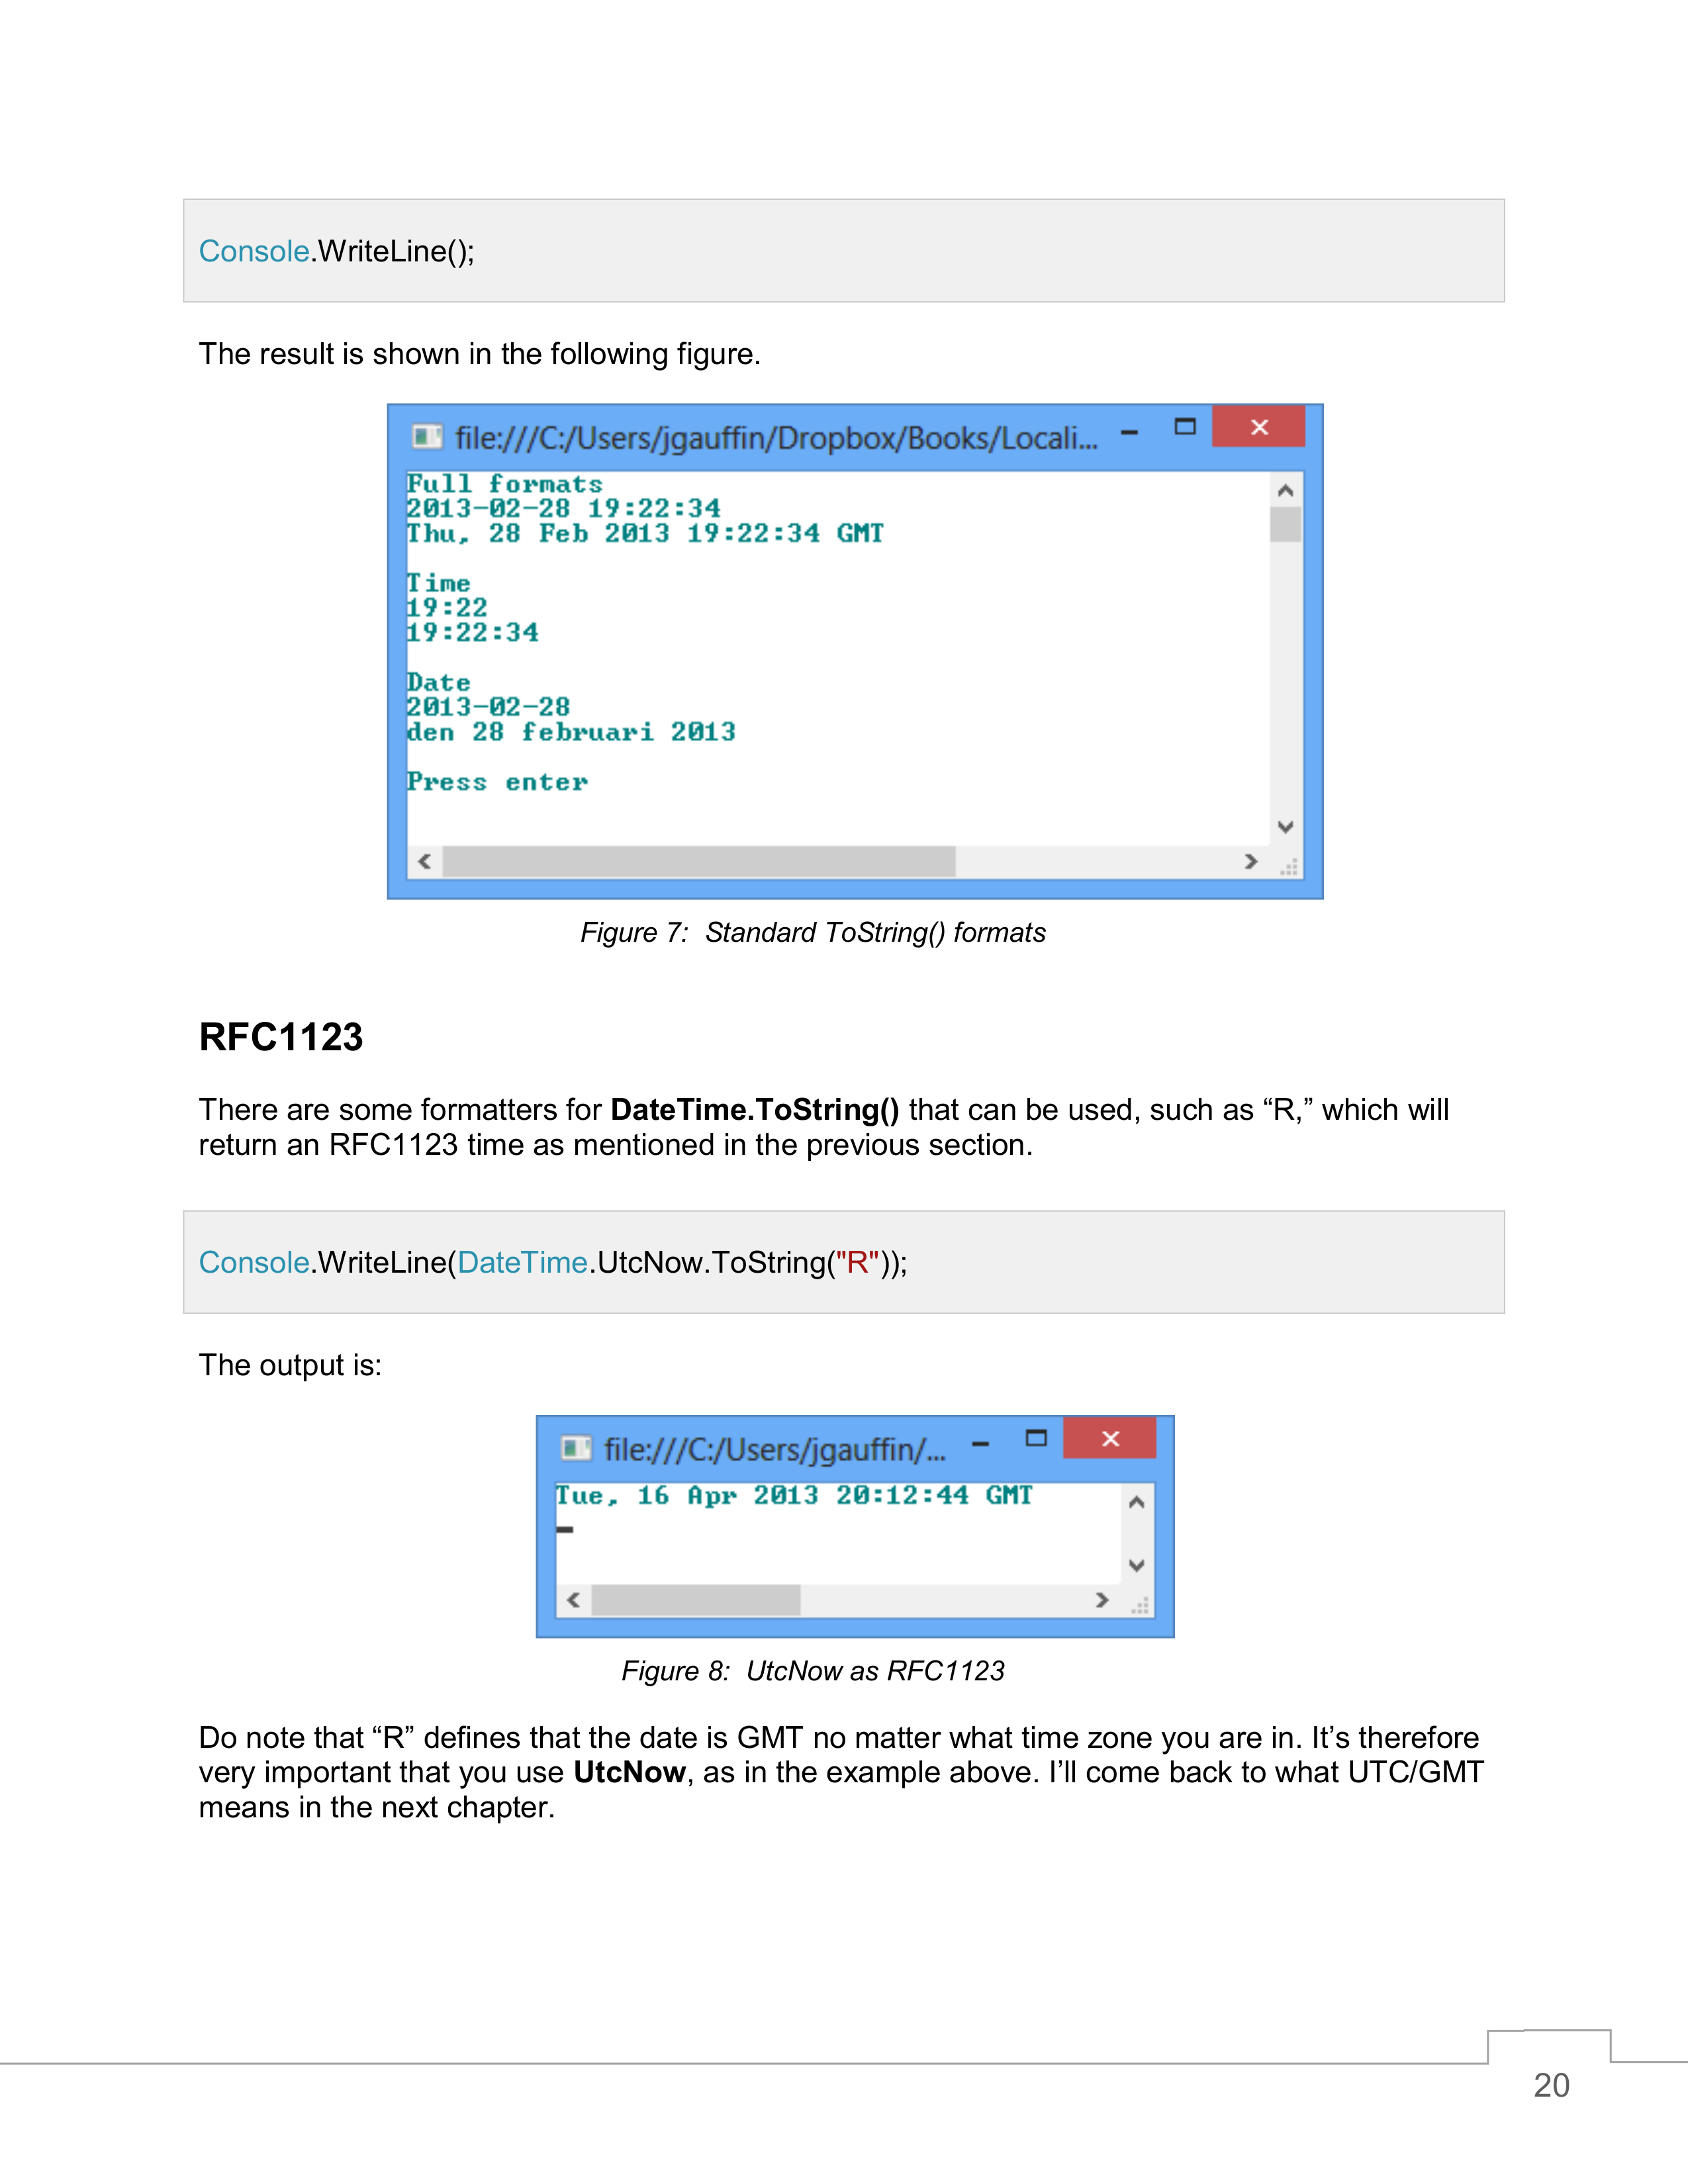 Console.WriteLine();
The result is shown in the following figure.
file:///C:/Users/jgauffin/Dropbox/Books/Locali...
Full formats
2013-02-28 19:22:34
Thu, 28 Feb 2013 19:22:34 GMT
Time
19:22
19:22:34
Date
2013-02-28
den 28 februari 2013
Press enter
Figure 7:  Standard ToString() formats
RFC1123
There are some formatters for DateTime.ToString() that can be used, such as “R,” which will
return an RFC1123 time as mentioned in the previous section.
Console.WriteLine(DateTime.UtcNow.ToString("R"));
The output is:
file:///C:/Users/jgauffin/...
Tue, 16 Apr 2013 20:12:44 GMT
Figure 8:  UtcNow as RFC1123
Do note that “R” defines that the date is GMT no matter what time zone you are in. It’s therefore
very important that you use UtcNow, as in the example above. I’ll come back to what UTC/GMT
means in the next chapter.
20